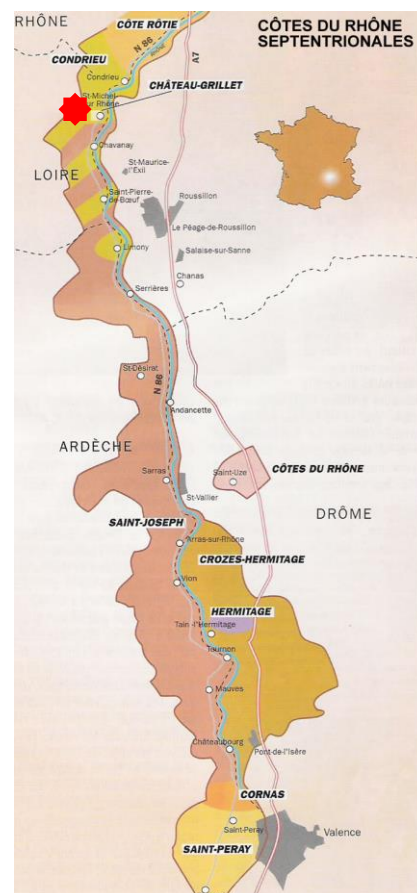 CÔTES DU RHÔNE
SEPTENTRIONALES
RHÔNE
CÔTE RÔTIE
N 86
Rhône
A7
CONDRIEU
Condrieu
CHÂTEAU-GRILLET
St-Michel
sur Rhône
Chavanay
St-Maurice-
l'Exil
LOIRE
Saint-Pierre-
de-Bœuf
Roussillon
Le Péage-de-Roussillon
Limony
Salaise-sur-Sanne
Chanas
Serrières
St-Désirat
N 86
Andancette
ARDÈCHE
CÔTES DU RHÔNE
Sarras
Saint-Uze
St-Vallier
DRÔME
SAINT-JOSEPH
Arras-sur-Rhône
CROZES-HERMITAGE
Vion
HERMITAGE
Tain-l'Hermitage
Tournon
Mauves
Châteaubourg
Pont-de-l'Isère
CORNAS
Saint-Peray
Valence
SAINT-PERAY